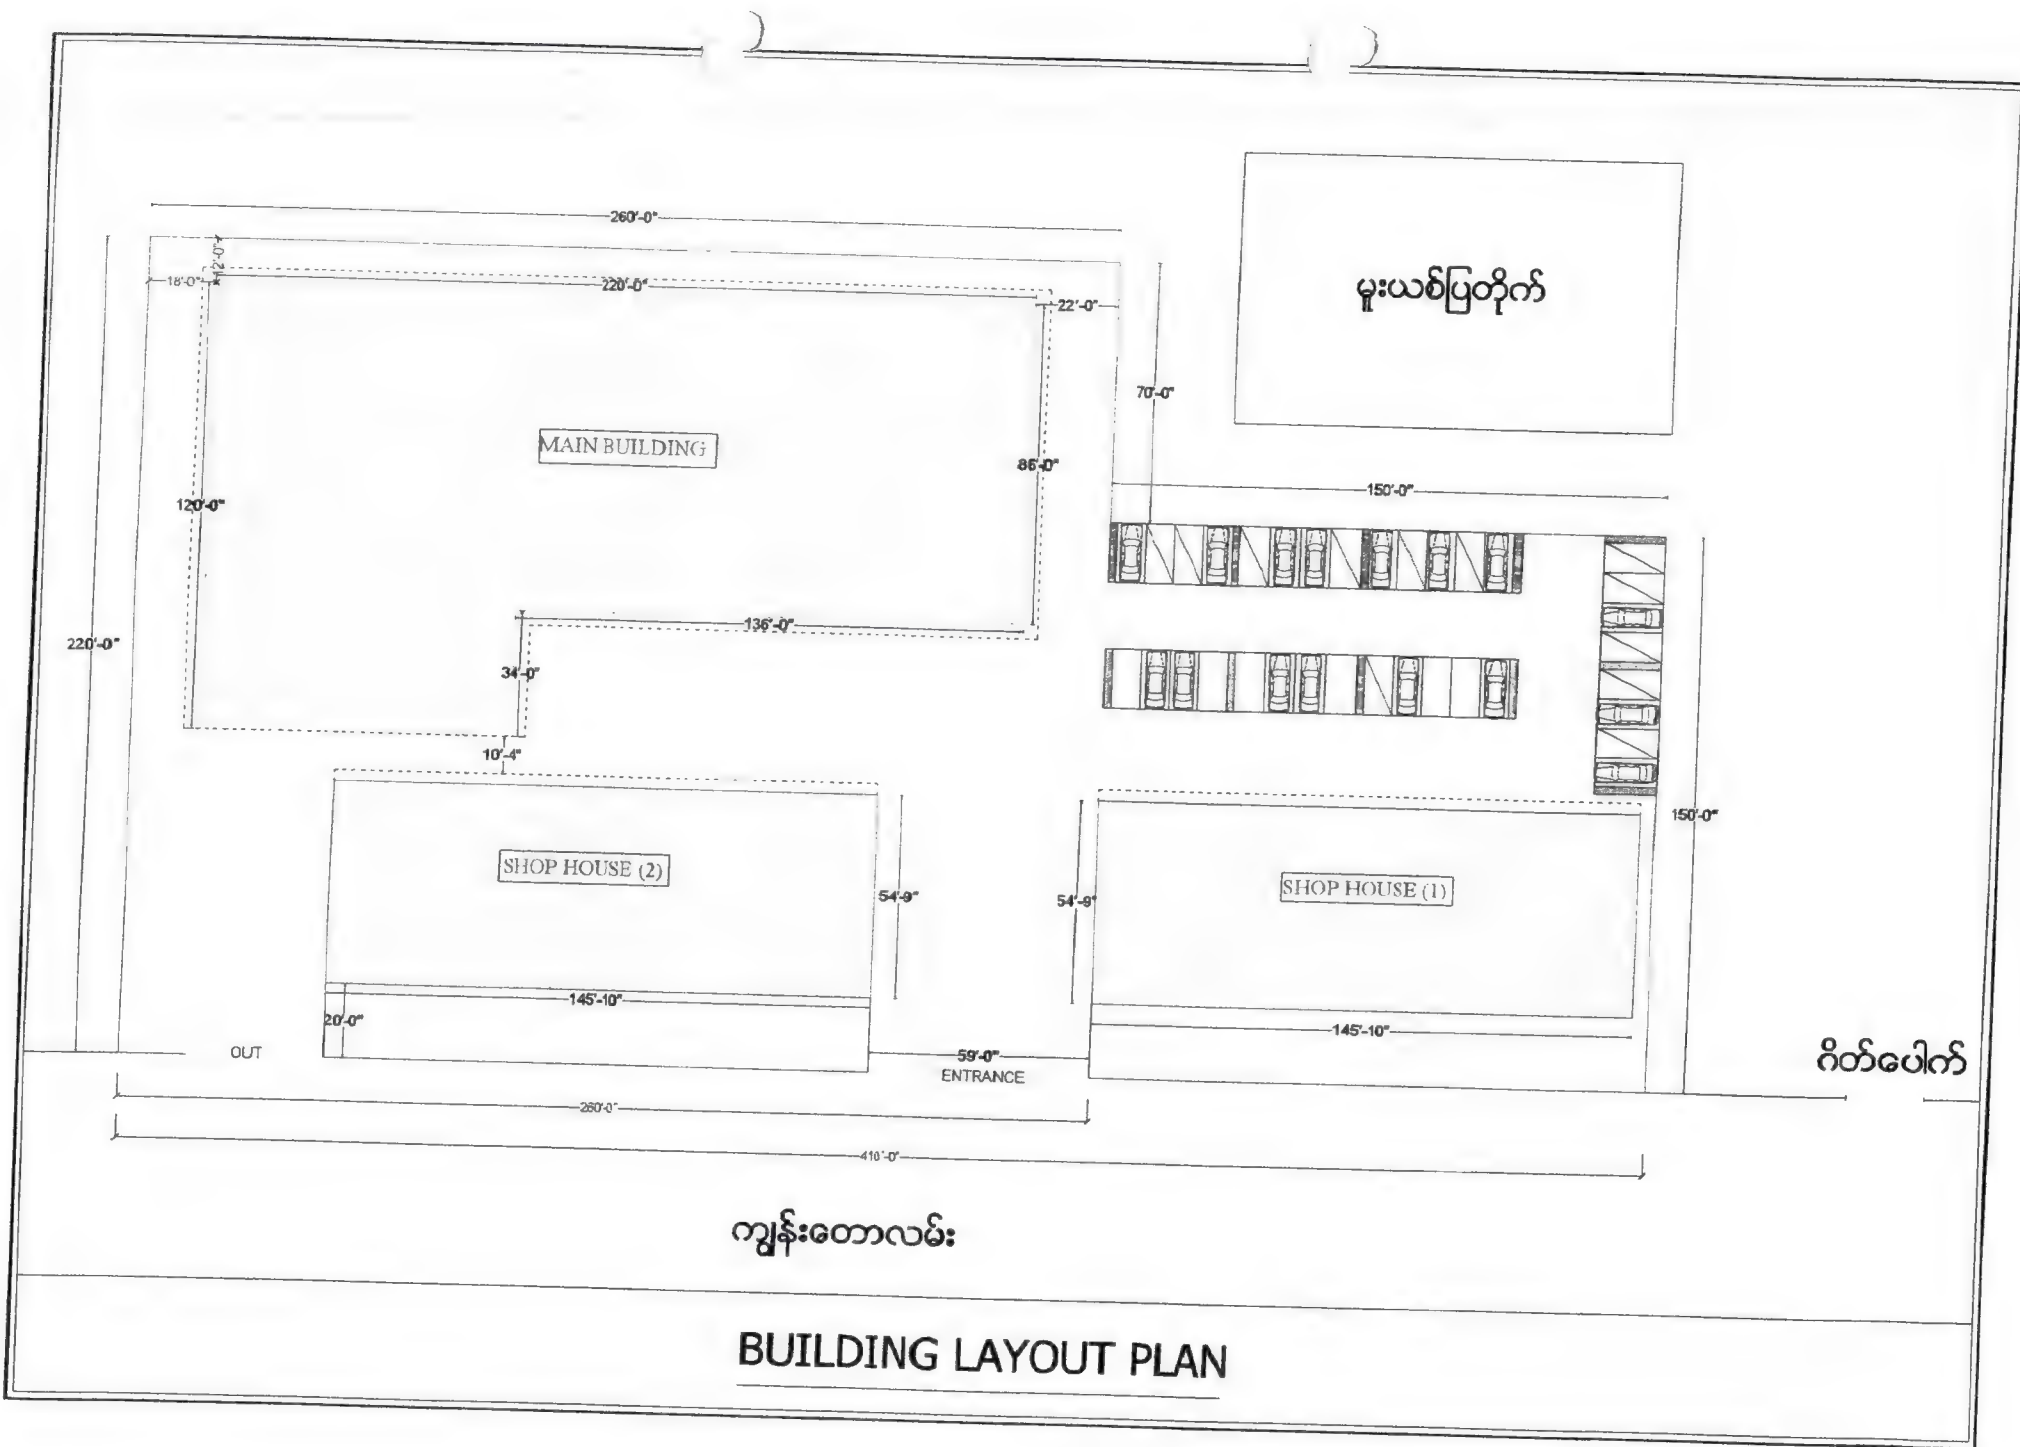 260'-0"
12'-0"
18'-0"
220'-0"
22'-0"
မူးယစ်ပြတိုက်
70'-0"
MAIN BUILDING
86'-0"
120'-0"
150'-0"
220'-0"
136'-0"
34'-0"
10'-4"
150'-0"
SHOP HOUSE (2)
54'-9"
54'-9"
SHOP HOUSE (1)
145'-10"
20'-0"
145'-10"
OUT
59'-0"
ENTRANCE
ဂိတ်ပေါက်
260'-0"
410'-0"
ကျွန်းတောလမ်း
BUILDING LAYOUT PLAN